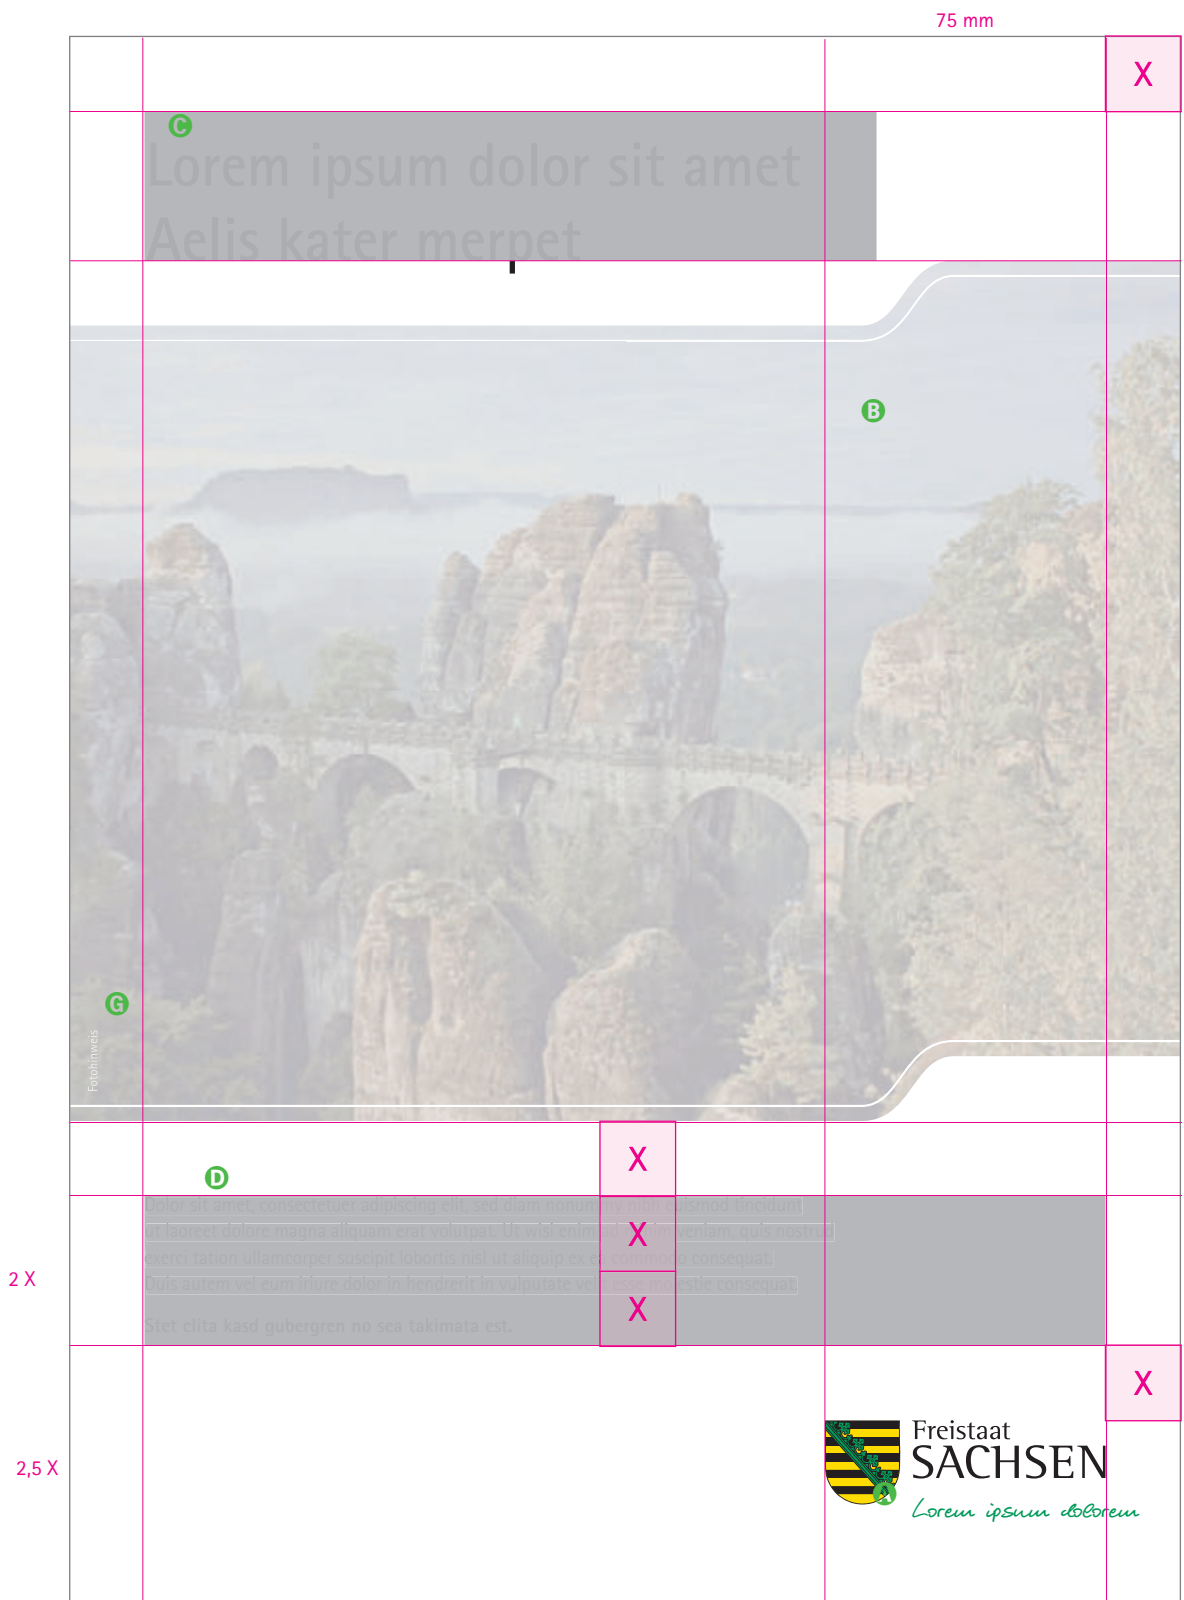 75 mm
X
C
Lorem ipsum dolor sit amet
Aelis kater merpet
B
G
Fotohinweis
X
D
Dolor sit amet, consectetuer adipiscing elit, sed diam nonummy nibh euismod tincidunt
ut laoreet dolore magna aliquam erat volutpat. Ut wisi enim ad minim veniam, quis nostrud
X
exerci tation ullamcorper suscipit lobortis nisl ut aliquip ex ea commodo consequat.
2 X
Duis autem vel eum iriure dolor in hendrerit in vulputate velit esse molestie consequat.
X
Stet clita kasd gubergren no sea takimata est.
X
Freistaat
SACHSEN
2,5 X
A
Lorem ipsum dolorem